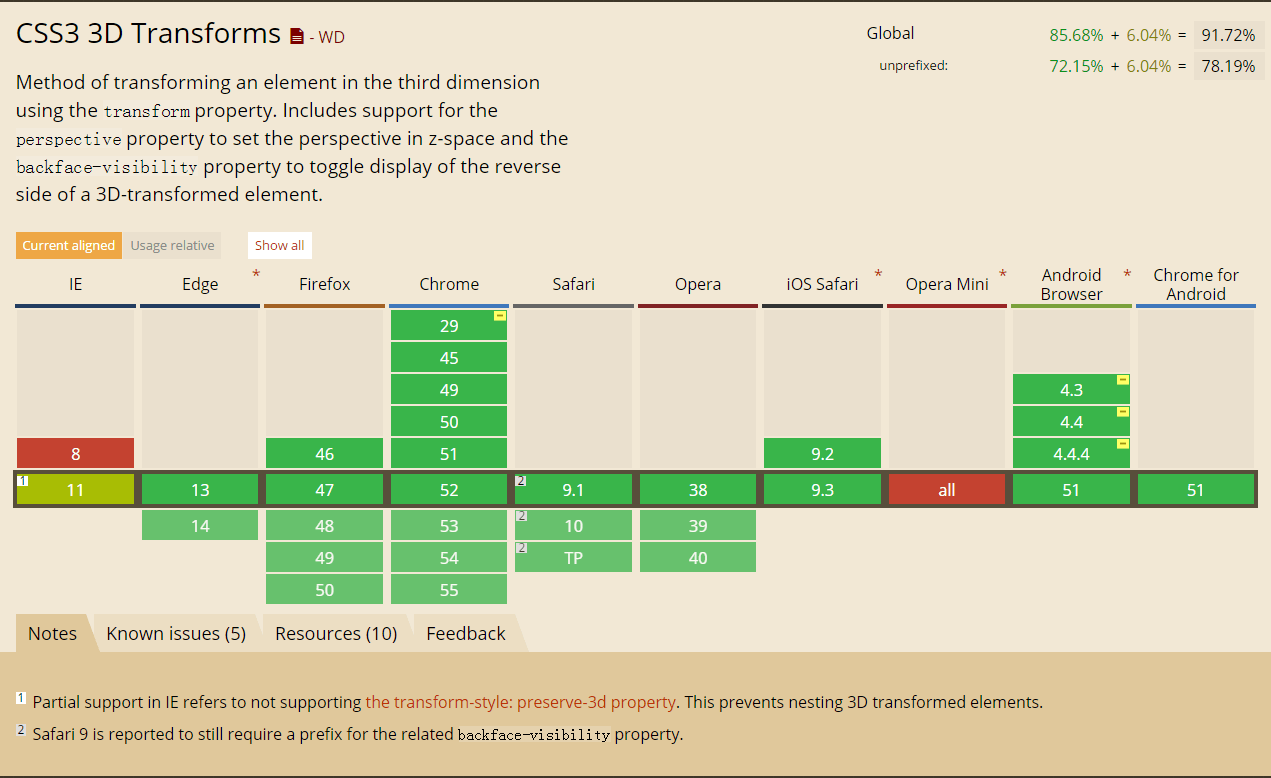 CSS3 3D Transforms - WD
Global 85.68% + 6.04% = 91.72%
unprefixed: 72.15% + 6.04% = 78.19%
Method of transforming an element in the third dimension
using the transform property. Includes support for the
perspective property to set the perspective in z-space and the
backface-visibility property to toggle display of the reverse
side of a 3D-transformed element.
Current aligned Usage relative Show all
IE Edge * Firefox Chrome Safari Opera iOS Safari * Opera Mini * Android Browser * Chrome for Android
29 -
45
49 4.3 -
50 4.4 -
8 46 51 9.2 4.4.4 -
1 11 13 47 52 2 9.1 38 9.3 all 51 51
14 48 53 2 10 39
49 54 2 TP 40
50 55
Notes Known issues (5) Resources (10) Feedback
1 Partial support in IE refers to not supporting the transform-style: preserve-3d property. This prevents nesting 3D transformed elements.
2 Safari 9 is reported to still require a prefix for the related backface-visibility property.